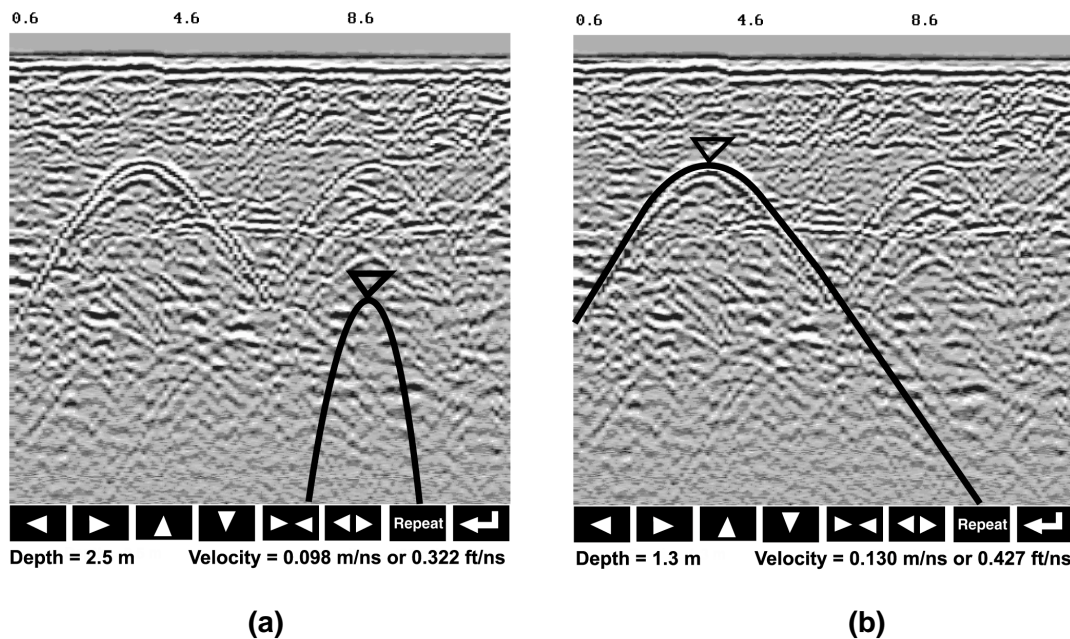 0.6 4.6 8.6
0.6 4.6 8.6
Repeat
Repeat
Depth = 2.5 m Velocity = 0.098 m/ns or 0.322 ft/ns
Depth = 1.3 m Velocity = 0.130 m/ns or 0.427 ft/ns
(a)
(b)